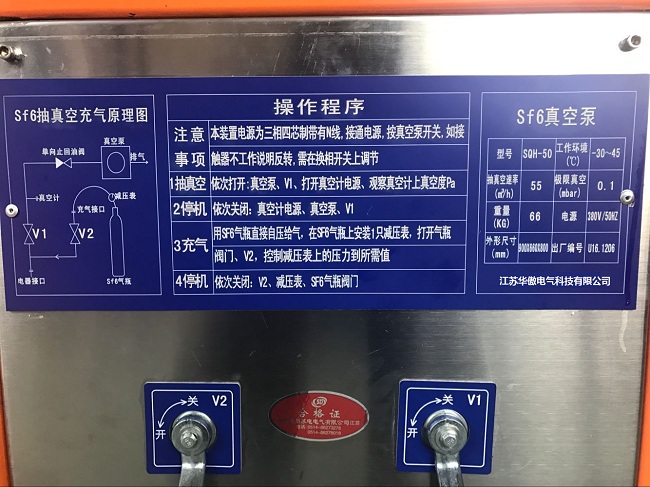 Sf6抽真空充气原理图
单向止回油阀
真空泵
排气
真空计
充气接口
减压表
V1
V2
电器接口
Sf6气瓶
操作程序
注意事项
本装置电源为三相四芯制带有N线，接通电源，按真空泵开关，如接
触器不工作说明反转，需在换相开关上调节
1抽真空
依次打开：真空泵、V1、打开真空计电源、观察真空计上真空度Pa
2停机
依次关闭：真空计电源、真空泵、V1
3充气
用SF6气瓶直接自压给气，在SF6气瓶上安装1只减压表，打开气瓶
阀门、V2，控制减压表上的压力到所需值
4停机
依次关闭：V2、减压表、SF6气瓶阀门
Sf6真空泵
型号 SQH-50 工作环境(℃) -30~45
抽真空速率(m³/h) 55 极限真空(mbar) 0.1
重量(KG) 66 电源 380V/50HZ
外形尺寸(mm) 900X660X800 出厂编号 U16.1206
江苏华傲电气科技有限公司
关 V2
开
合格证
关 V1
开